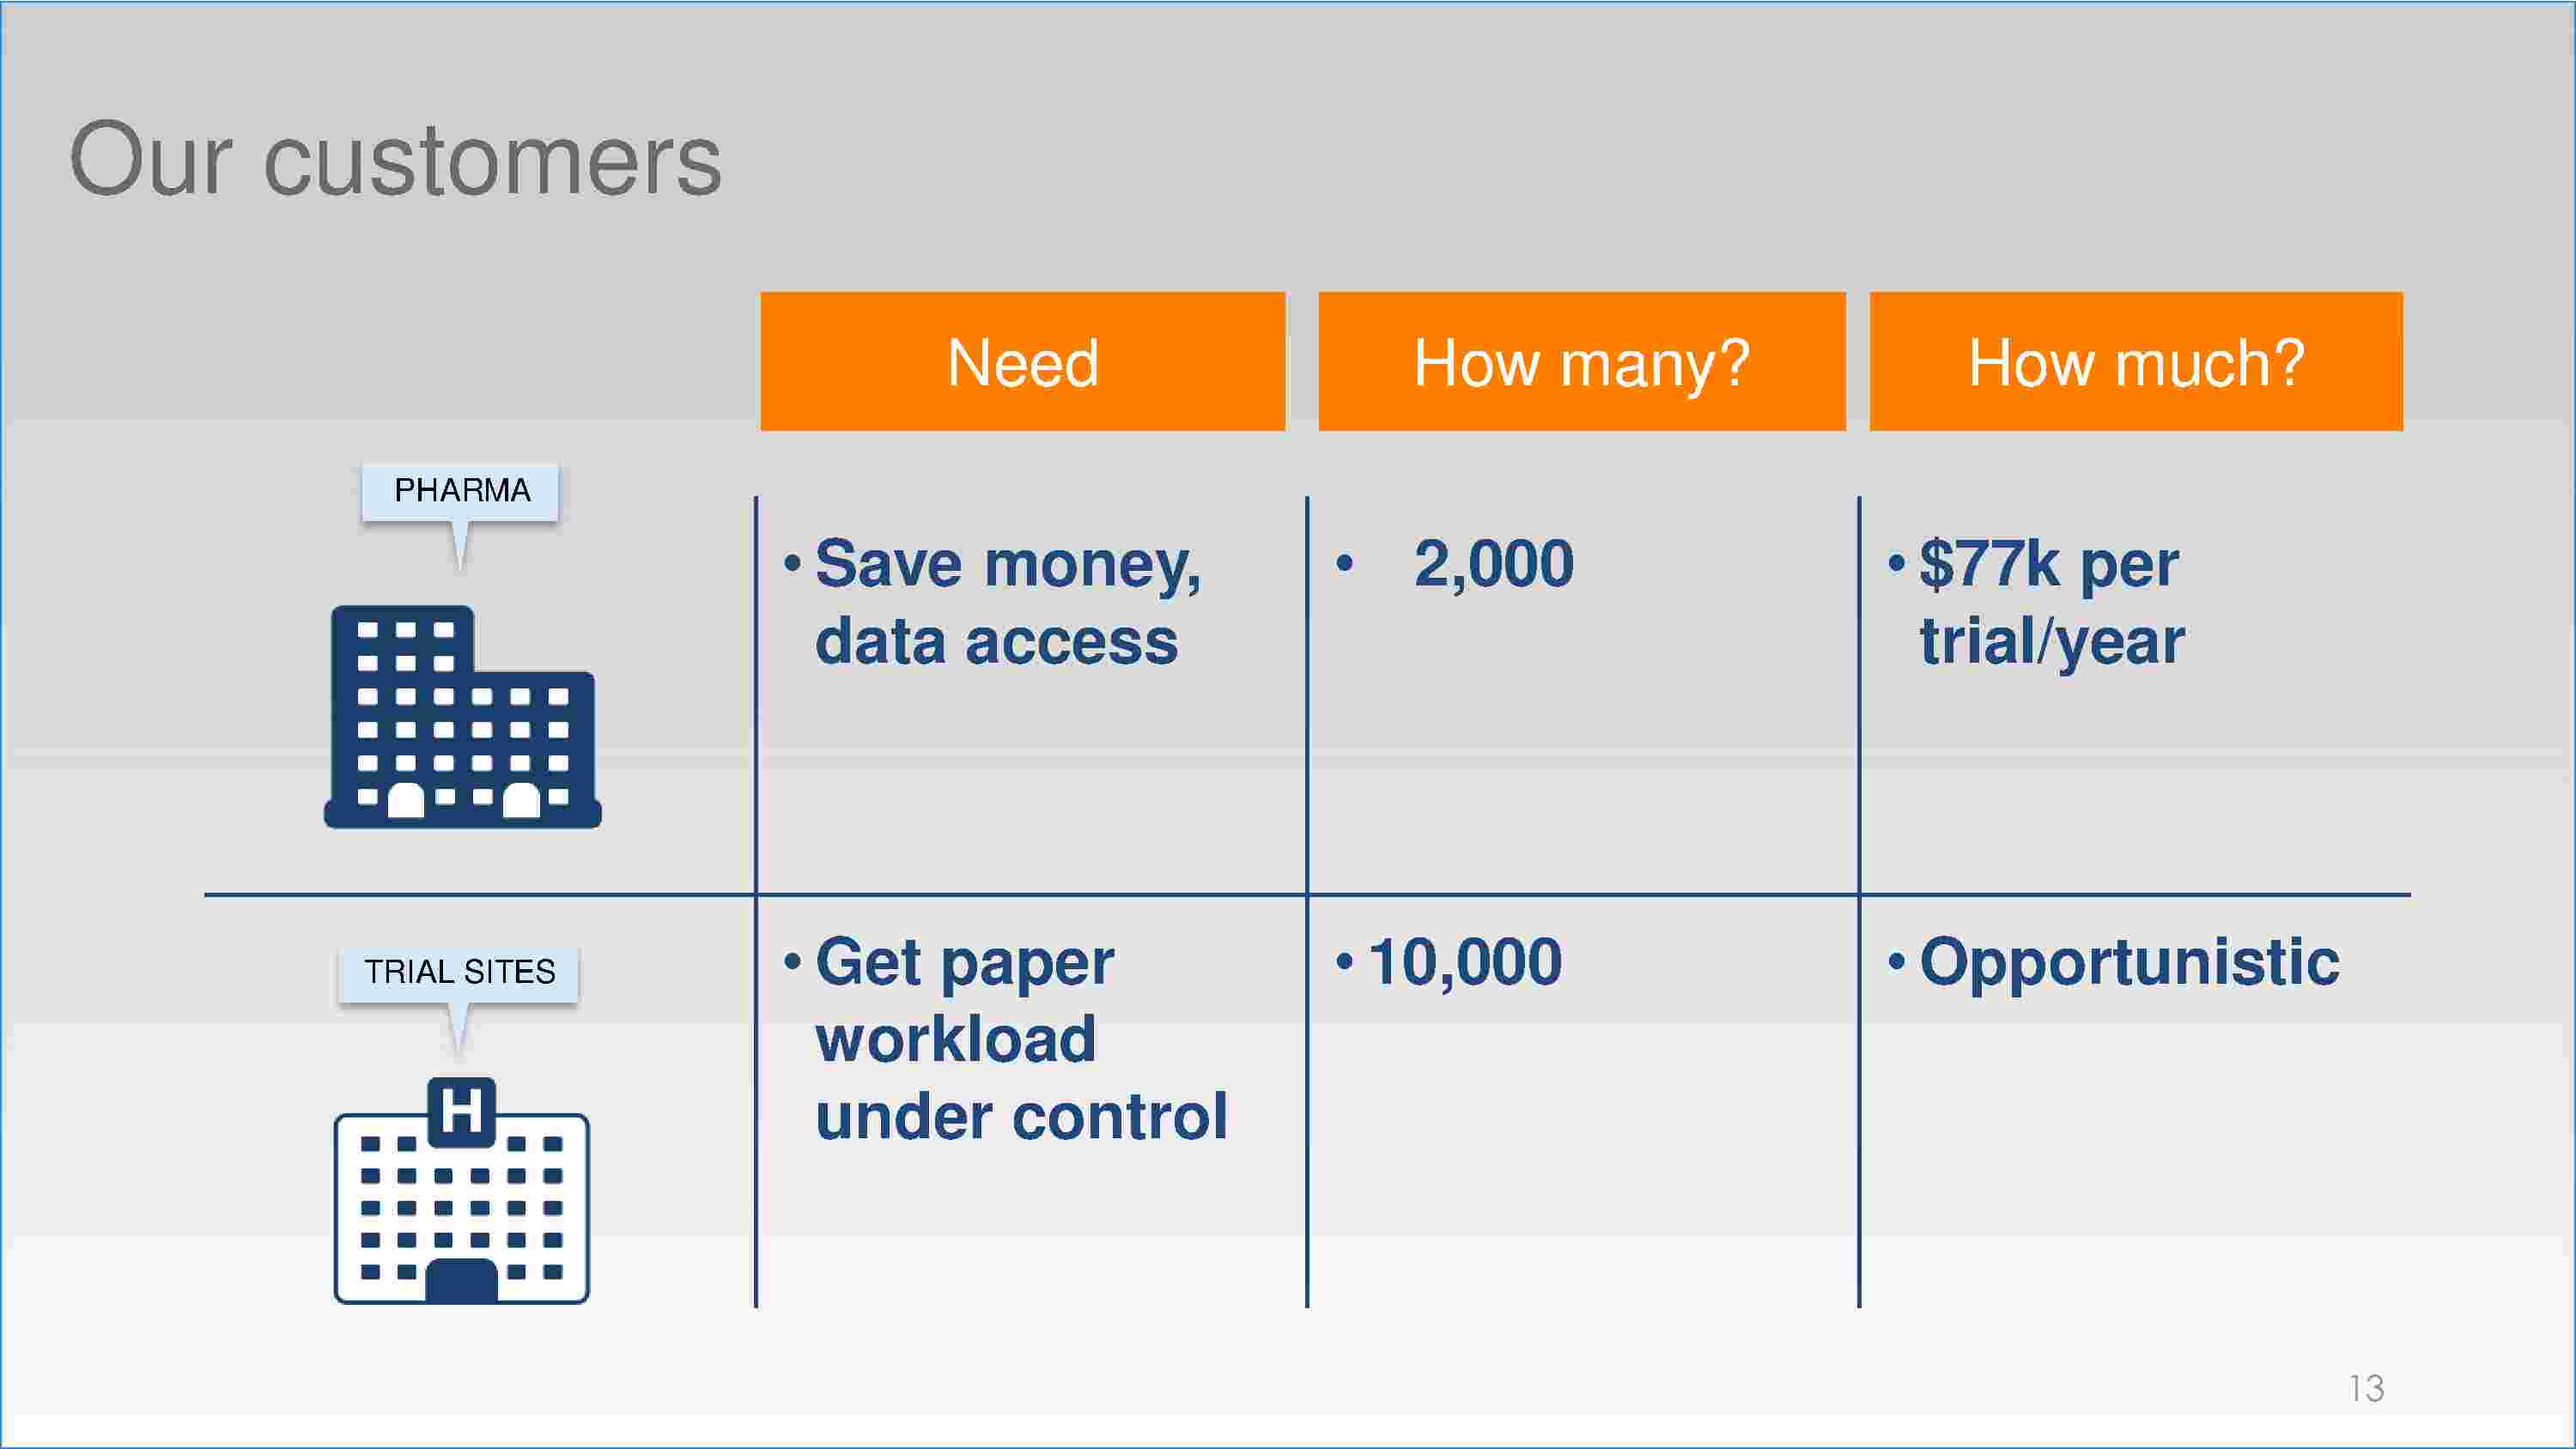 Our customers
Need
How many?
How much?
PHARMA
• Save money,
data access
• 2,000
• $77k per
trial/year
TRIAL SITES
H
• Get paper
workload
under control
• 10,000
• Opportunistic
13